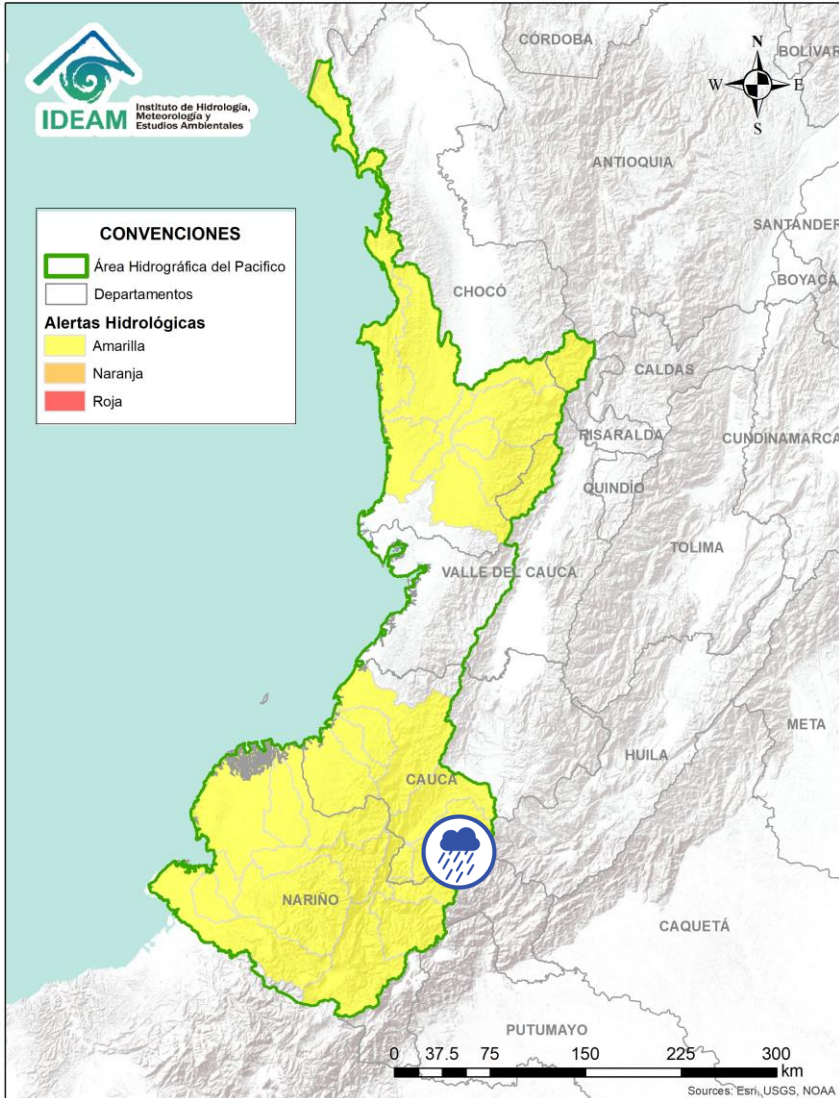 IDEAM
Instituto de Hidrología,
Meteorología y
Estudios Ambientales
CÓRDOBA
BOLÍVAR
N
W
E
S
ANTIOQUIA
SANTANDER
BOYACÁ
CONVENCIONES
Área Hidrográfica del Pacifico
Departamentos
Alertas Hidrológicas
Amarilla
Naranja
Roja
CHOCÓ
CALDAS
RISARALDA
CUNDINAMARCA
QUINDÍO
TOLIMA
VALLE DEL CAUCA
META
HUILA
CAUCA
NARIÑO
CAQUETÁ
PUTUMAYO
0 37.5 75 150 225 300
km
Sources: Esri, USGS, NOAA